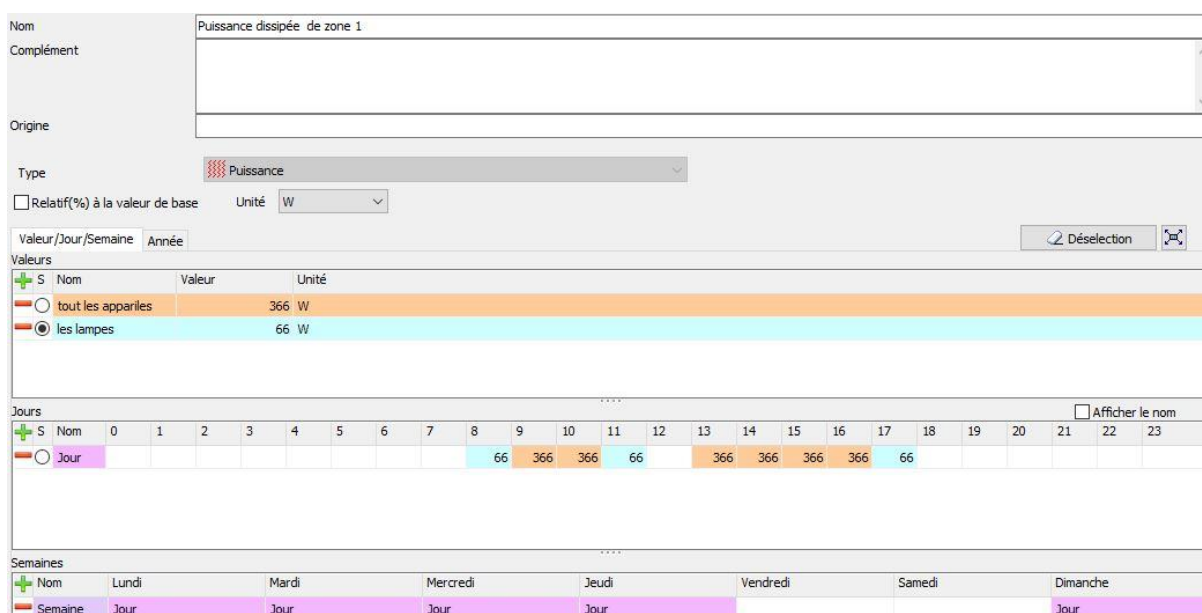 Nom Puissance dissipée de zone 1
Complément
Origine
Type Puissance
Relatif(%) à la valeur de base Unité W
Valeur/Jour/Semaine Année Déselection
Valeurs
S Nom Valeur Unité
tout les appariles 366 W
les lampes 66 W
Jours Afficher le nom
S Nom 0 1 2 3 4 5 6 7 8 9 10 11 12 13 14 15 16 17 18 19 20 21 22 23
Jour 66 366 366 66 366 366 366 366 66
Semaines
Nom Lundi Mardi Mercredi Jeudi Vendredi Samedi Dimanche
Semaine Jour Jour Jour Jour Jour